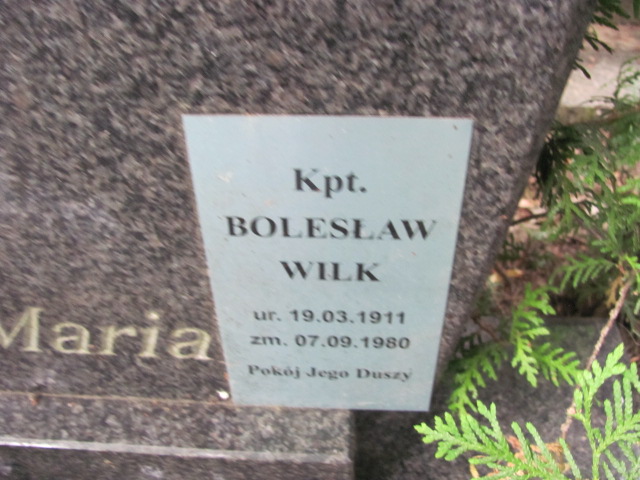 Kpt.
BOLESŁAW
WILK
ur. 19.03.1911
zm. 07.09.1980
Pokój Jego Duszy
Maria